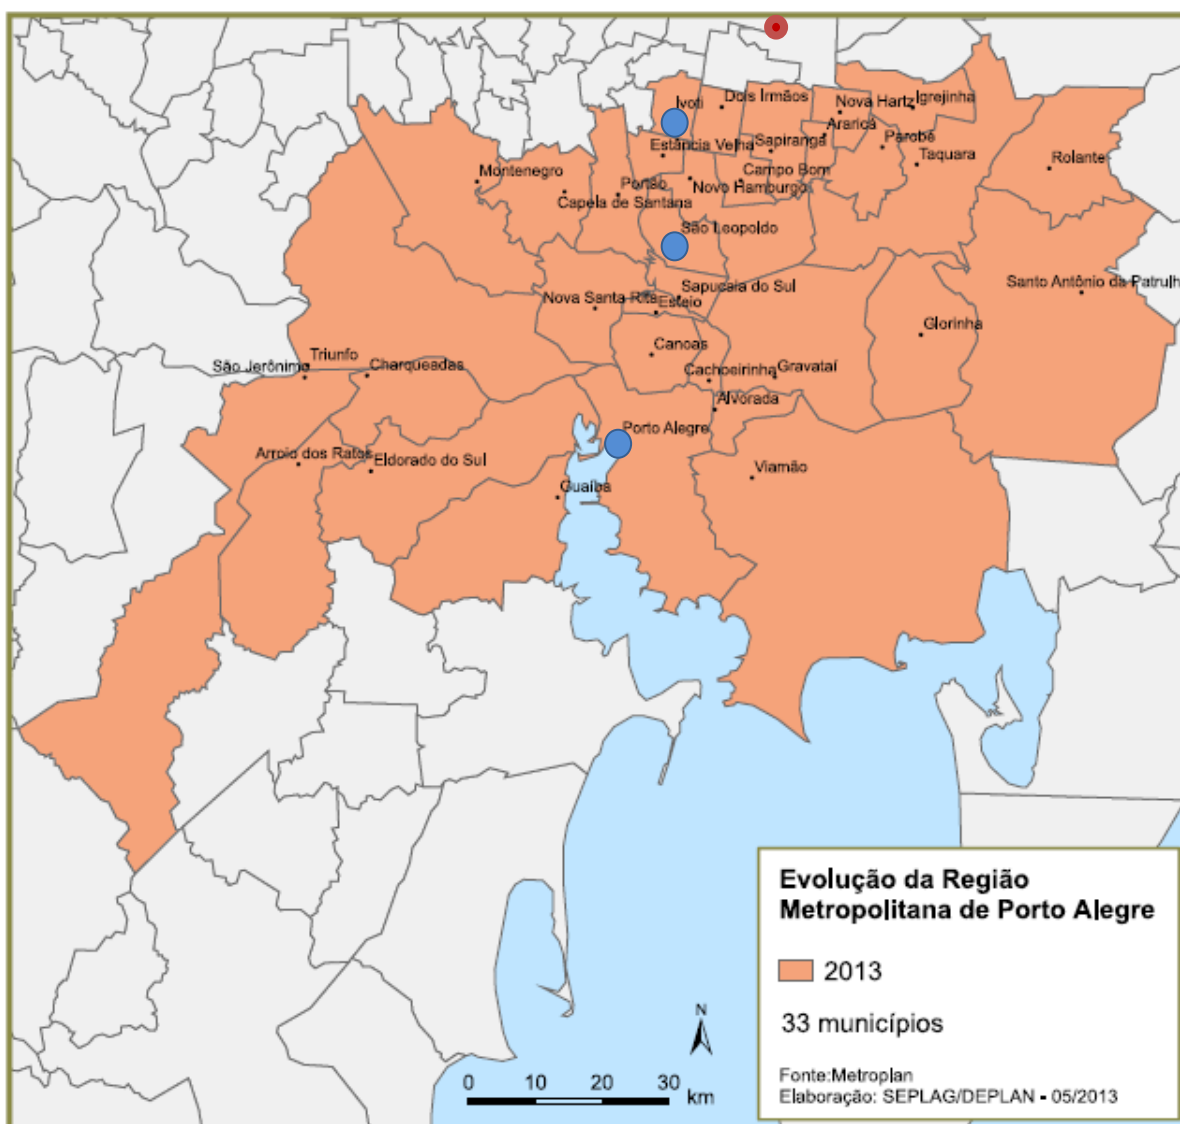 Ivoti
Dois Irmãos
Nova Hartz
Igrejinha
Araricá
Estância Velha
Sapiranga
Parobé
Taquara
Rolante
Montenegro
Portão
Campo Bom
Novo Hamburgo
Capela de Santana
São Leopoldo
Santo Antônio da Patrulh
Sapucaia do Sul
Nova Santa Rita
Esteio
Glorinha
Canoas
São Jerônimo
Triunfo
Charqueadas
Cachoeirinha
Gravataí
Alvorada
Porto Alegre
Arroio dos Ratos
Eldorado do Sul
Viamão
Guaíba
Evolução da Região
Metropolitana de Porto Alegre
2013
33 municípios
Fonte:Metroplan
Elaboração: SEPLAG/DEPLAN - 05/2013
N
0 10 20 30
km